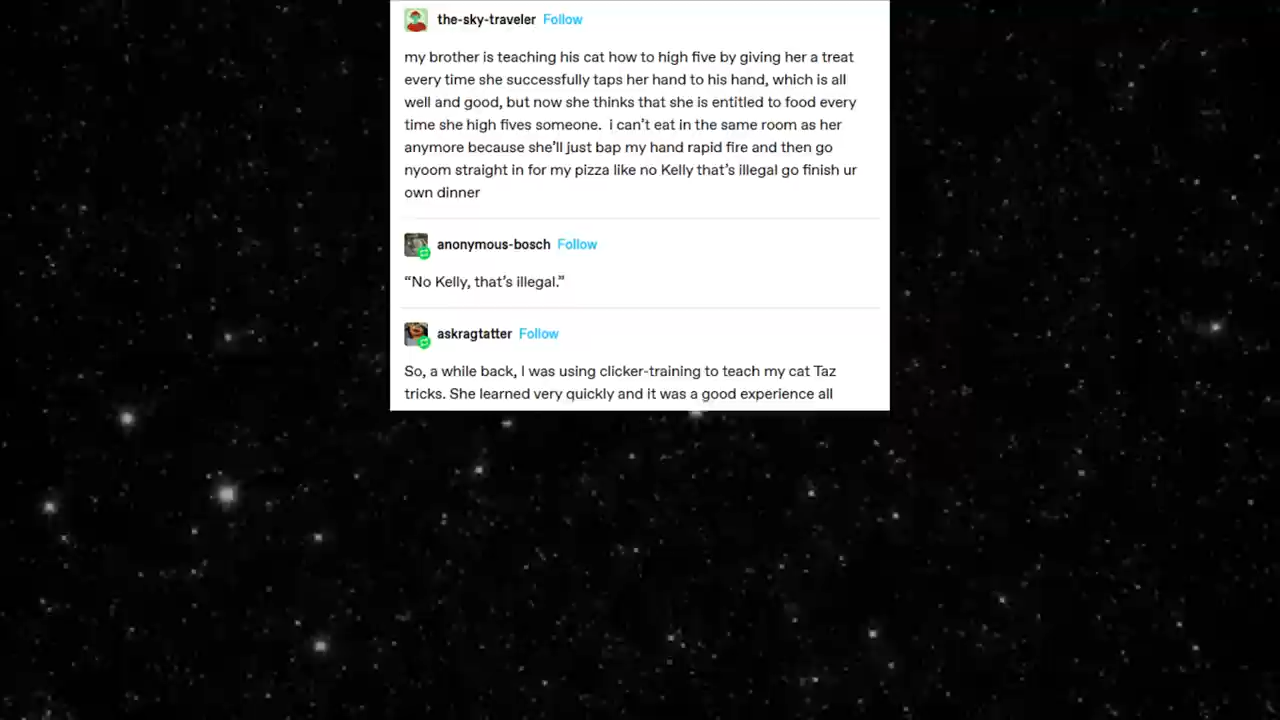 the-sky-traveler Follow
my brother is teaching his cat how to high five by giving her a treat
every time she successfully taps her hand to his hand, which is all
well and good, but now she thinks that she is entitled to food every
time she high fives someone.  i can't eat in the same room as her
anymore because she'll just bap my hand rapid fire and then go
nyoom straight in for my pizza like no Kelly that's illegal go finish ur
own dinner
anonymous-bosch Follow
“No Kelly, that's illegal.”
askragtatter Follow
So, a while back, I was using clicker-training to teach my cat Taz
tricks. She learned very quickly and it was a good experience all